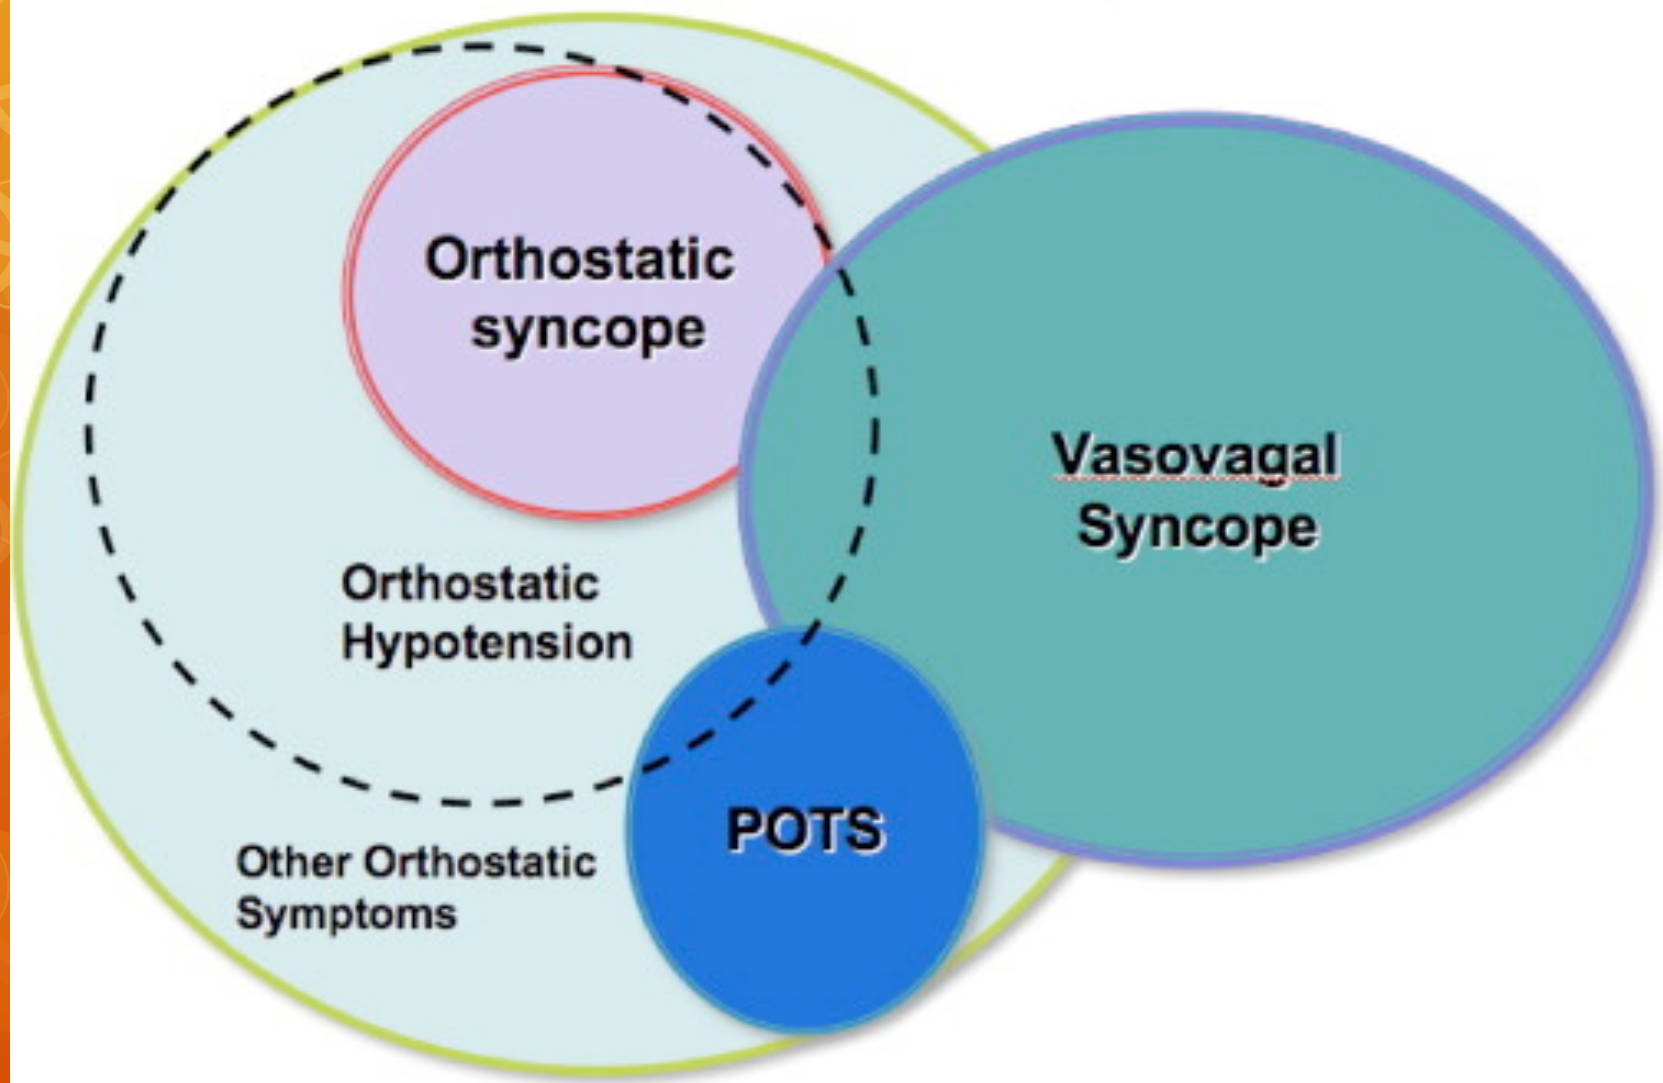 Orthostatic
syncope
Vasovagal
Syncope
Orthostatic
Hypotension
POTS
Other Orthostatic
Symptoms